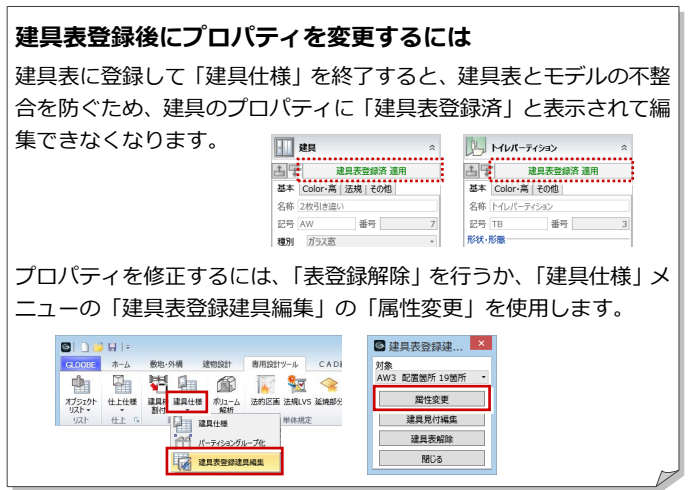 建具表登録後にプロパティを変更するには
建具表に登録して「建具仕様」を終了すると、建具表とモデルの不整
合を防ぐため、建具のプロパティに「建具表登録済」と表示されて編
集できなくなります。
建具
建具表登録済 適用
基本 Color・高 法規 その他
名称 2枚引き違い
記号 AW 番号 7
種別 ガラス窓
トイレパーティション
建具表登録済 適用
基本 Color・高 その他
名称 トイレパーティション
記号 TB 番号 3
形状・形態
プロパティを修正するには、「表登録解除」を行うか、「建具仕様」メ
ニューの「建具表登録建具編集」の「属性変更」を使用します。
GLOOBE ホーム 敷地・外構 建物設計 専用設計ツール CAD
オブジェクト 仕上仕様 建具 建具仕様 ボリューム 法的区画 法規LVS 延焼部分
リスト 割付 解析
リスト 仕上 単体規定
建具仕様
パーティショングループ化
建具表登録建具編集
建具表登録建...
対象
AW3 配置箇所 19箇所
属性変更
建具見付編集
建具表解除
閉じる